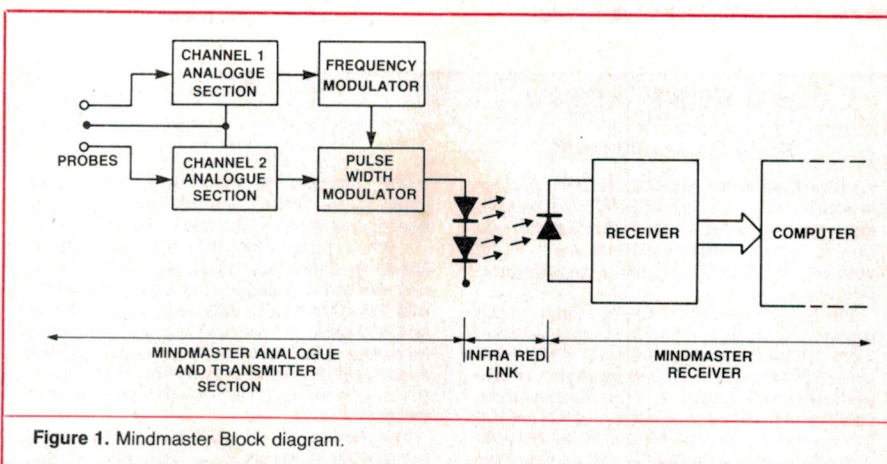 CHANNEL 1
ANALOGUE
SECTION
FREQUENCY
MODULATOR
PROBES
CHANNEL 2
ANALOGUE
SECTION
PULSE
WIDTH
MODULATOR
RECEIVER
COMPUTER
MINDMASTER ANALOGUE
AND TRANSMITTER
SECTION
INFRA RED
LINK
MINDMASTER
RECEIVER
Figure 1. Mindmaster Block diagram.